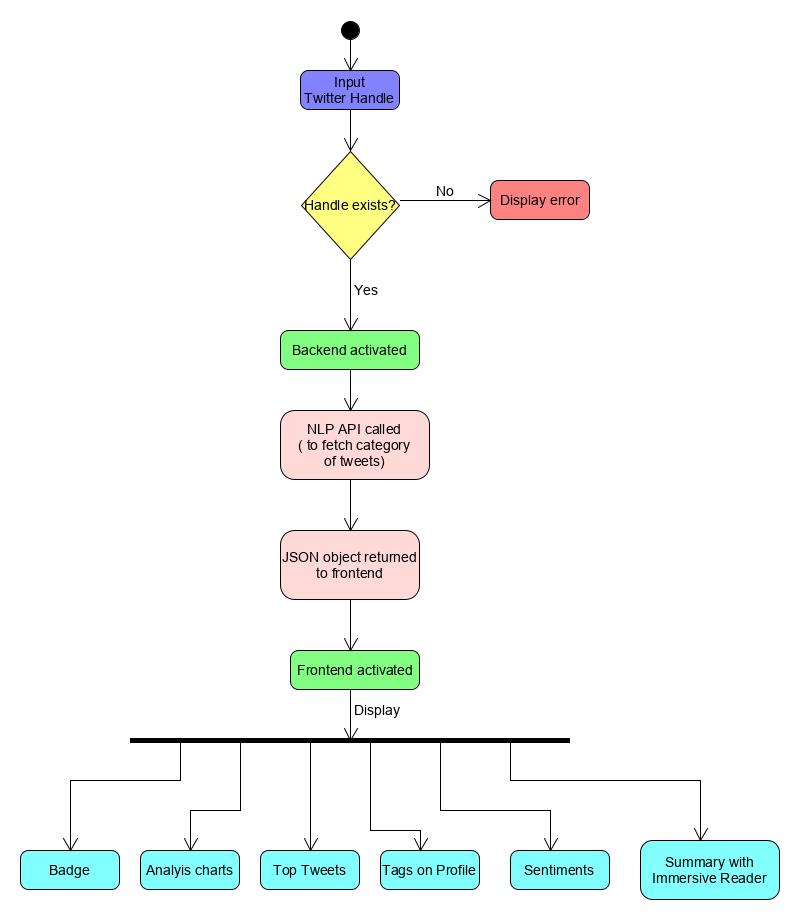 Input
Twitter Handle
Handle exists?
No
Display error
Yes
Backend activated
NLP API called
( to fetch category
of tweets)
JSON object returned
to frontend
Frontend activated
Display
Badge
Analyis charts
Top Tweets
Tags on Profile
Sentiments
Summary with
Immersive Reader